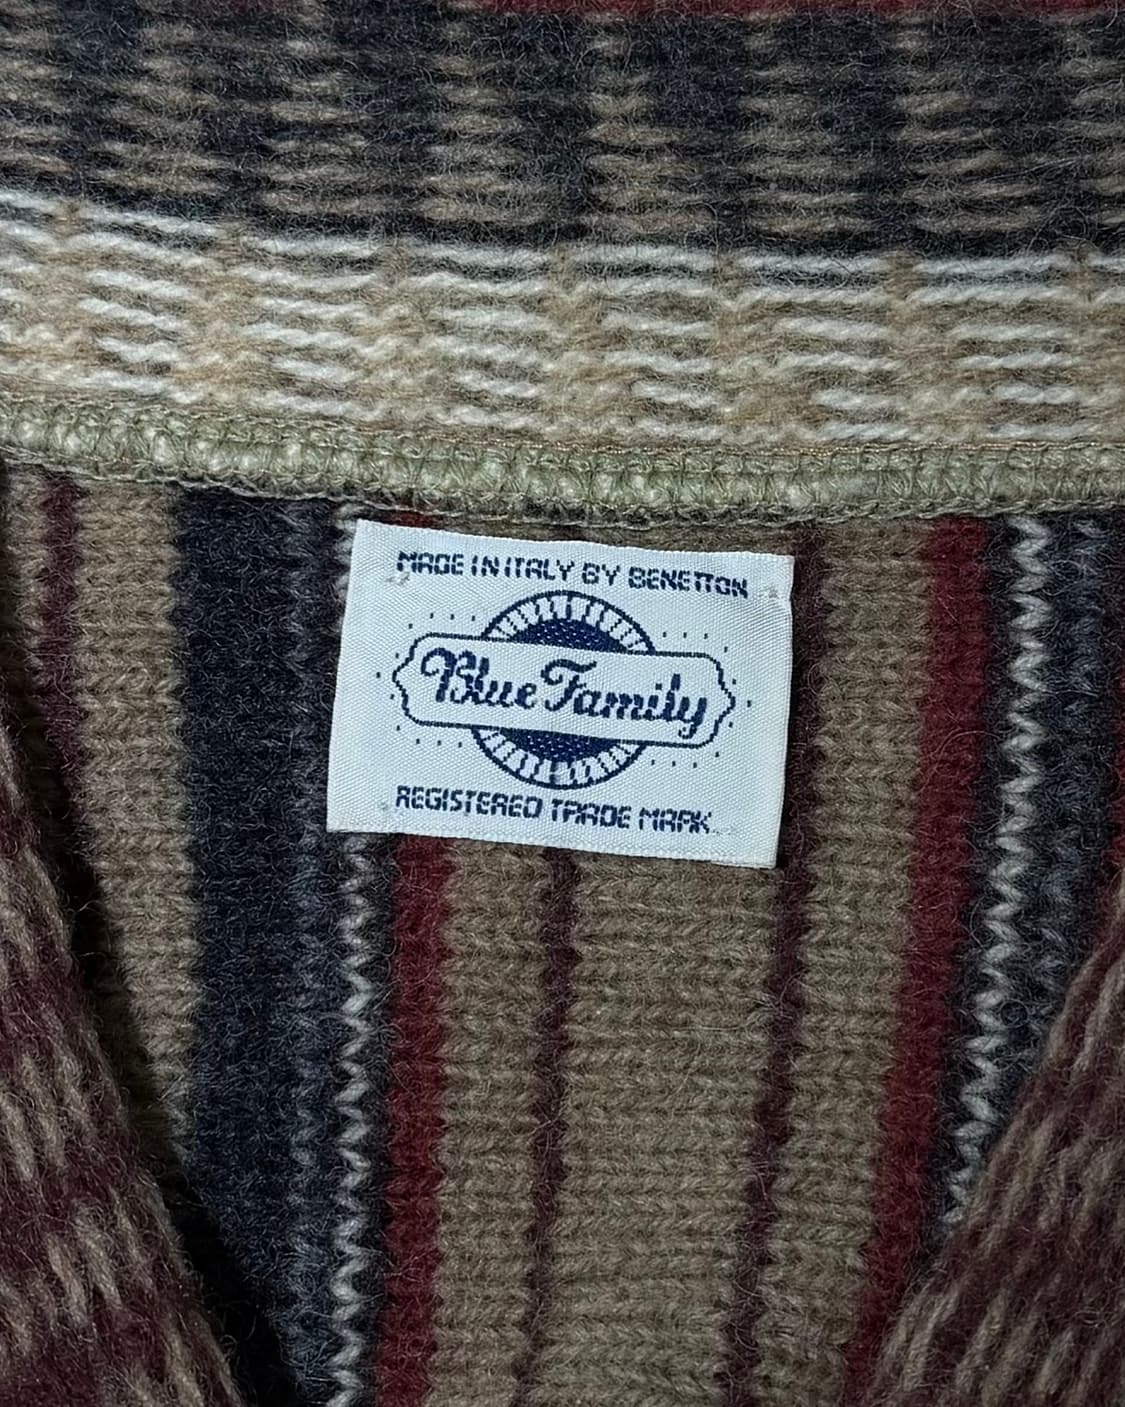 MADE IN ITALY BY BENETTON
Blue Family
REGISTERED TRADE MARK